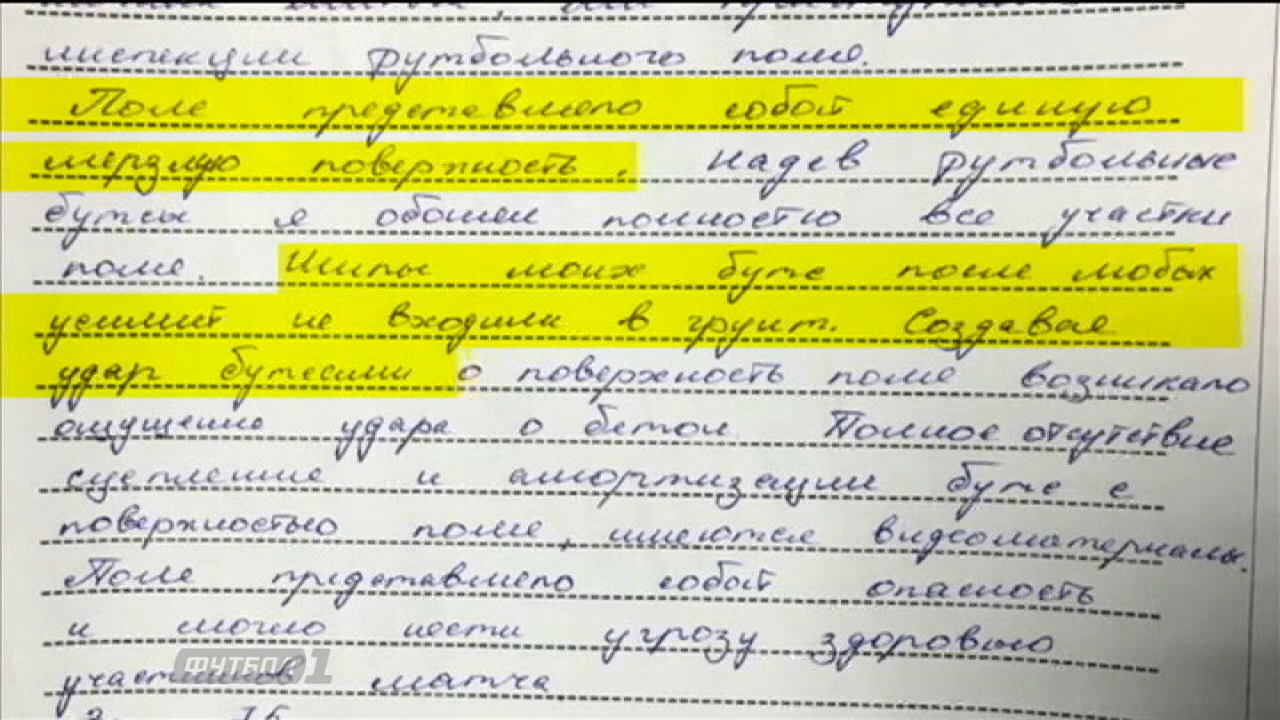 инспекции футбольного поля.
Поле представляло собой единую
мерзлую поверхность. Надев футбольные
бутсы я обошел полностью все участки
поля. Шипы моих бутс после любых
усилий не входили в грунт. Создавая
удар бутсами о поверхность поля возникало
ощущение удара о бетон. Полное отсутствие
сцепление и амортизации бутс с
поверхностью поля, имеются видеоматериалы.
Поле представляло собой опасность
и могло нести угрозу здоровью
участников матча
ФУТБОЛ 1